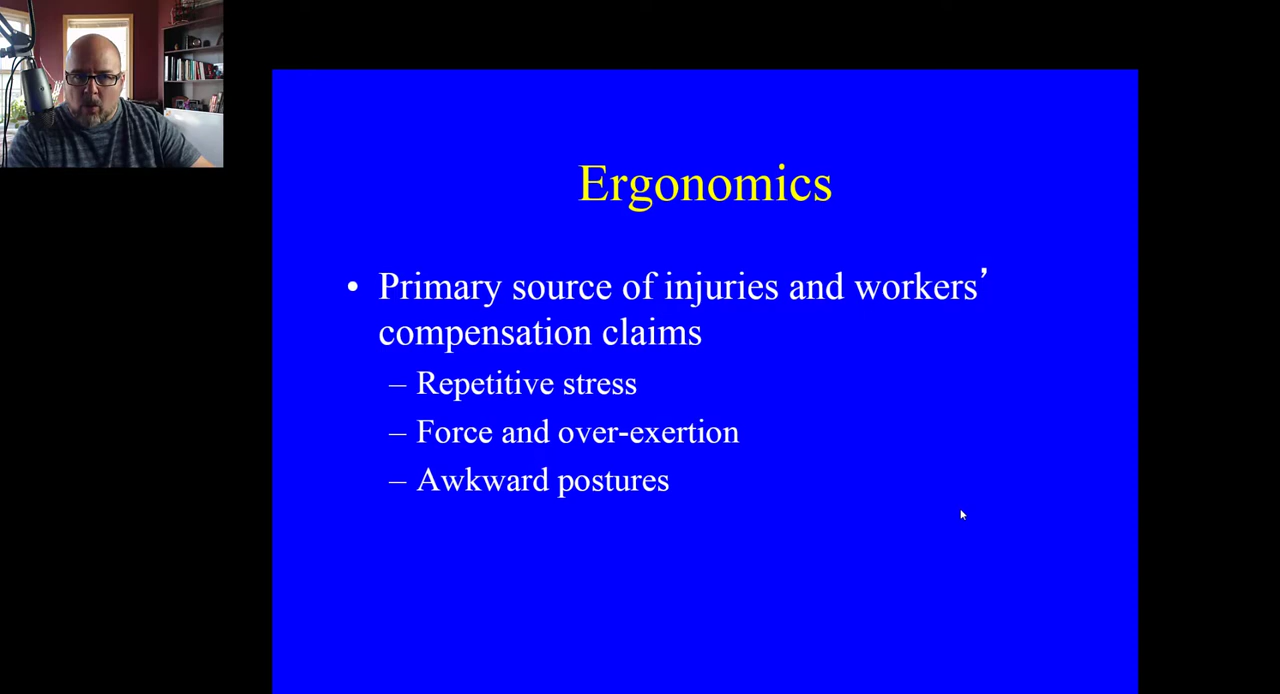 Ergonomics
• Primary source of injuries and workers’
compensation claims
– Repetitive stress
– Force and over-exertion
– Awkward postures